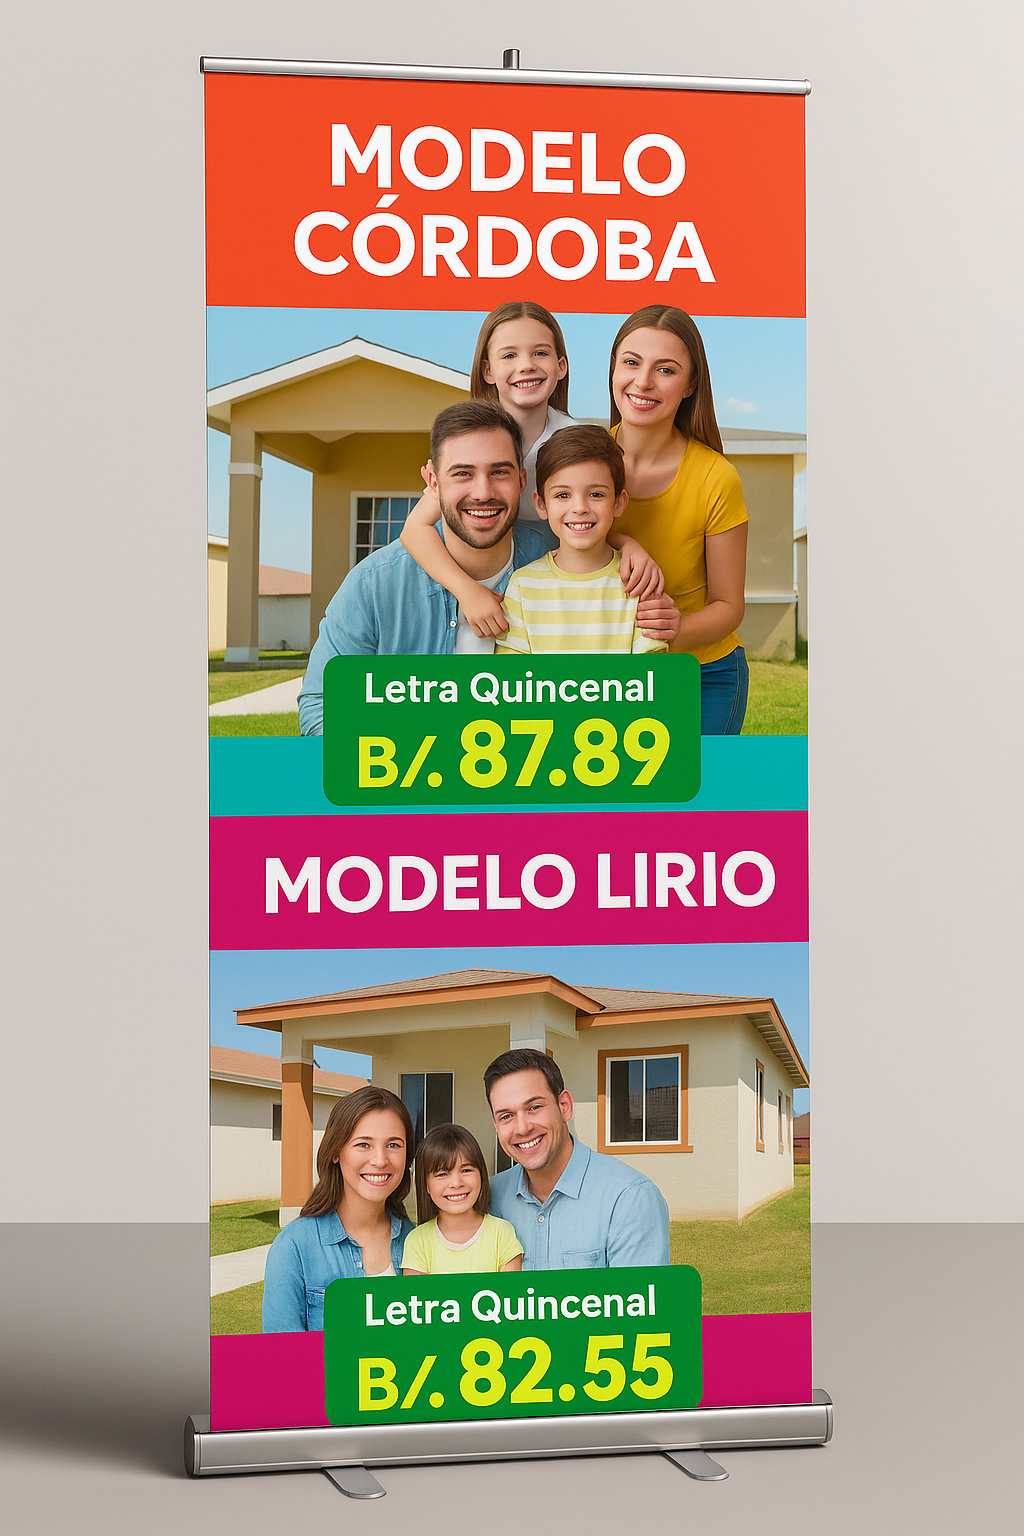 MODELO
CÓRDOBA
Letra Quincenal
B/. 87.89
MODELO LIRIO
Letra Quincenal
B/. 82.55